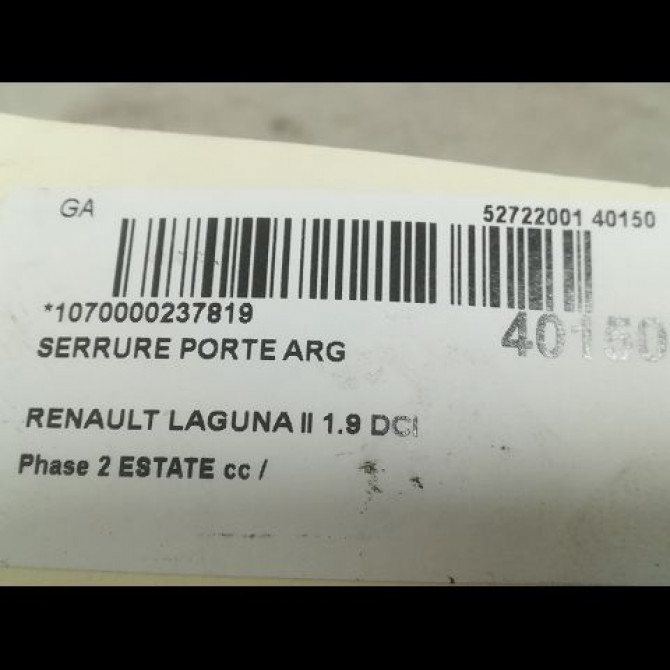 GA
52722001 40150
*1070000237819
40150
SERRURE PORTE ARG
RENAULT LAGUNA II 1.9 DCI
Phase 2 ESTATE cc /